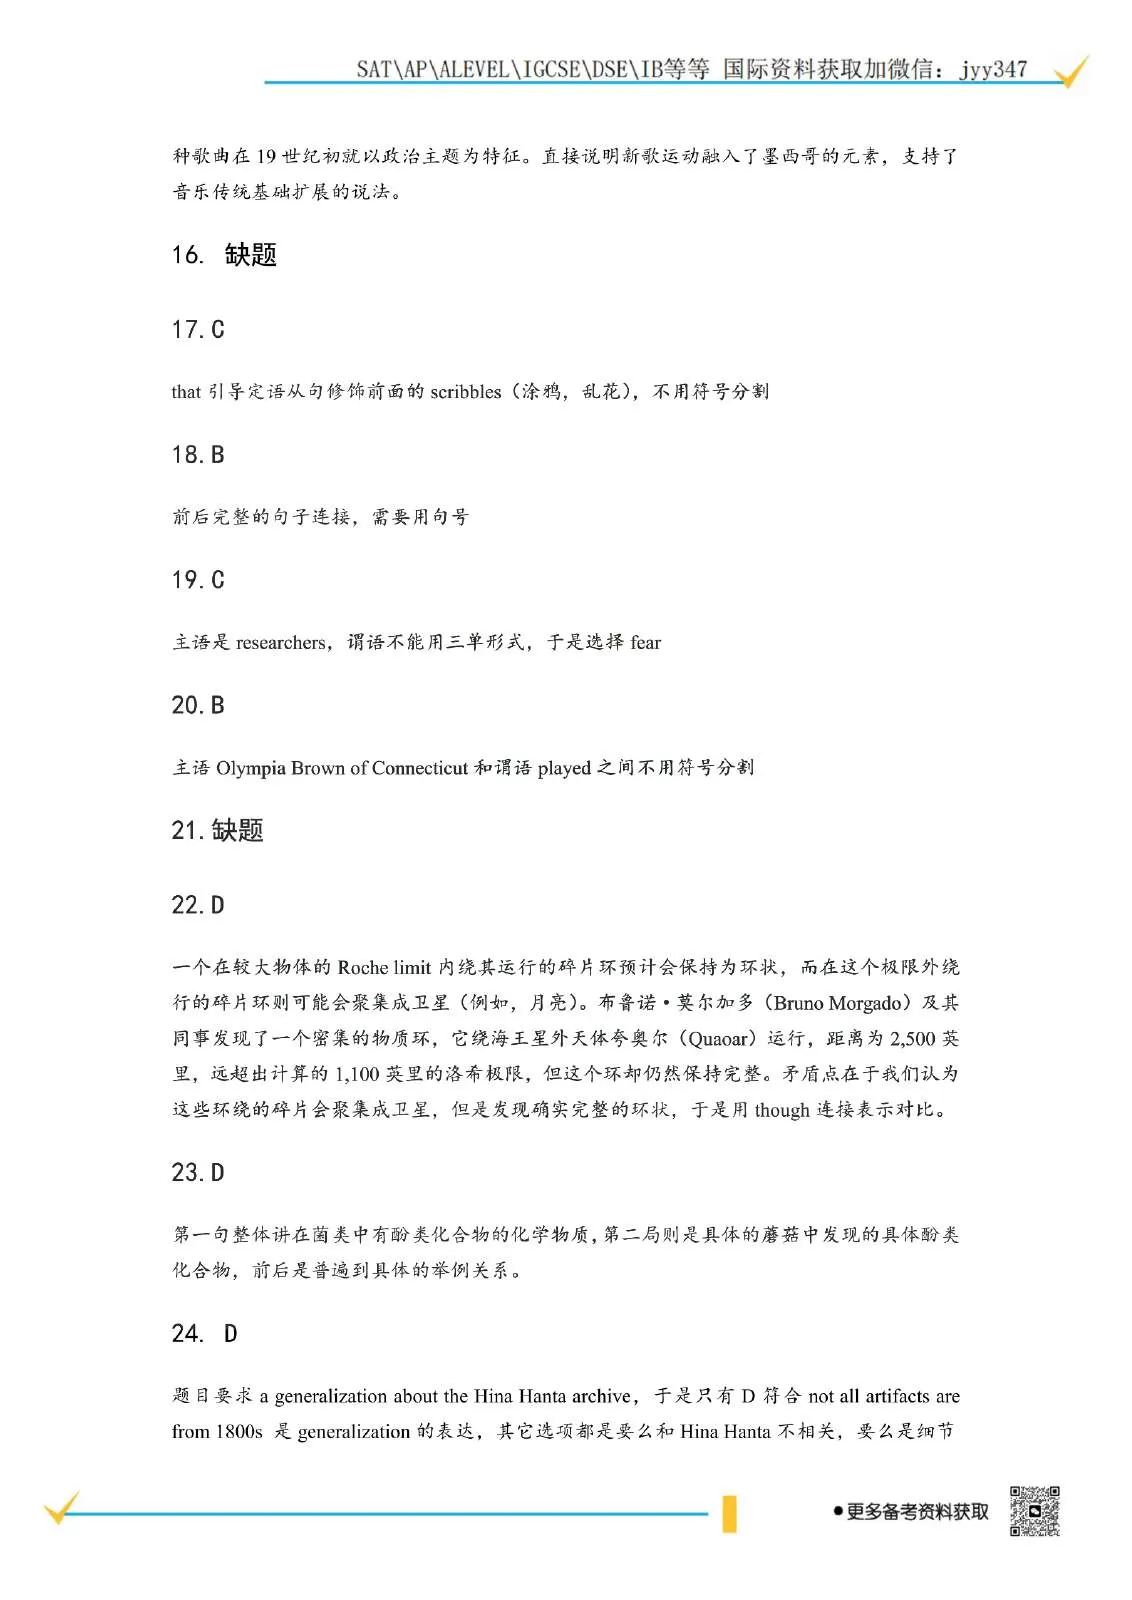 SAT\AP\ALEVEL\IGCSE\DSE\IB等等 国际资料获取加微信：jyy347
种歌曲在 19 世纪初就以政治主题为特征。直接说明新歌运动融入了墨西哥的元素，支持了
音乐传统基础扩展的说法。
16. 缺题
17.C
that 引导定语从句修饰前面的 scribbles（涂鸦，乱花），不用符号分割
18.B
前后完整的句子连接，需要用句号
19.C
主语是 researchers，谓语不能用三单形式，于是选择 fear
20.B
主语 Olympia Brown of Connecticut 和谓语 played 之间不用符号分割
21.缺题
22.D
一个在较大物体的 Roche limit 内绕其运行的碎片环预计会保持为环状，而在这个极限外绕
行的碎片环则可能会聚集成卫星（例如，月亮）。布鲁诺·莫尔加多（Bruno Morgado）及其
同事发现了一个密集的物质环，它绕海王星外天体夸奥尔（Quaoar）运行，距离为 2,500 英
里，远超出计算的 1,100 英里的洛希极限，但这个环却仍然保持完整。矛盾点在于我们认为
这些环绕的碎片会聚集成卫星，但是发现确实完整的环状，于是用 though 连接表示对比。
23.D
第一句整体讲在菌类中有酚类化合物的化学物质，第二局则是具体的蘑菇中发现的具体酚类
化合物，前后是普遍到具体的举例关系。
24. D
题目要求 a generalization about the Hina Hanta archive，于是只有 D 符合 not all artifacts are
from 1800s 是 generalization 的表达，其它选项都是要么和 Hina Hanta 不相关，要么是细节
●更多备考资料获取